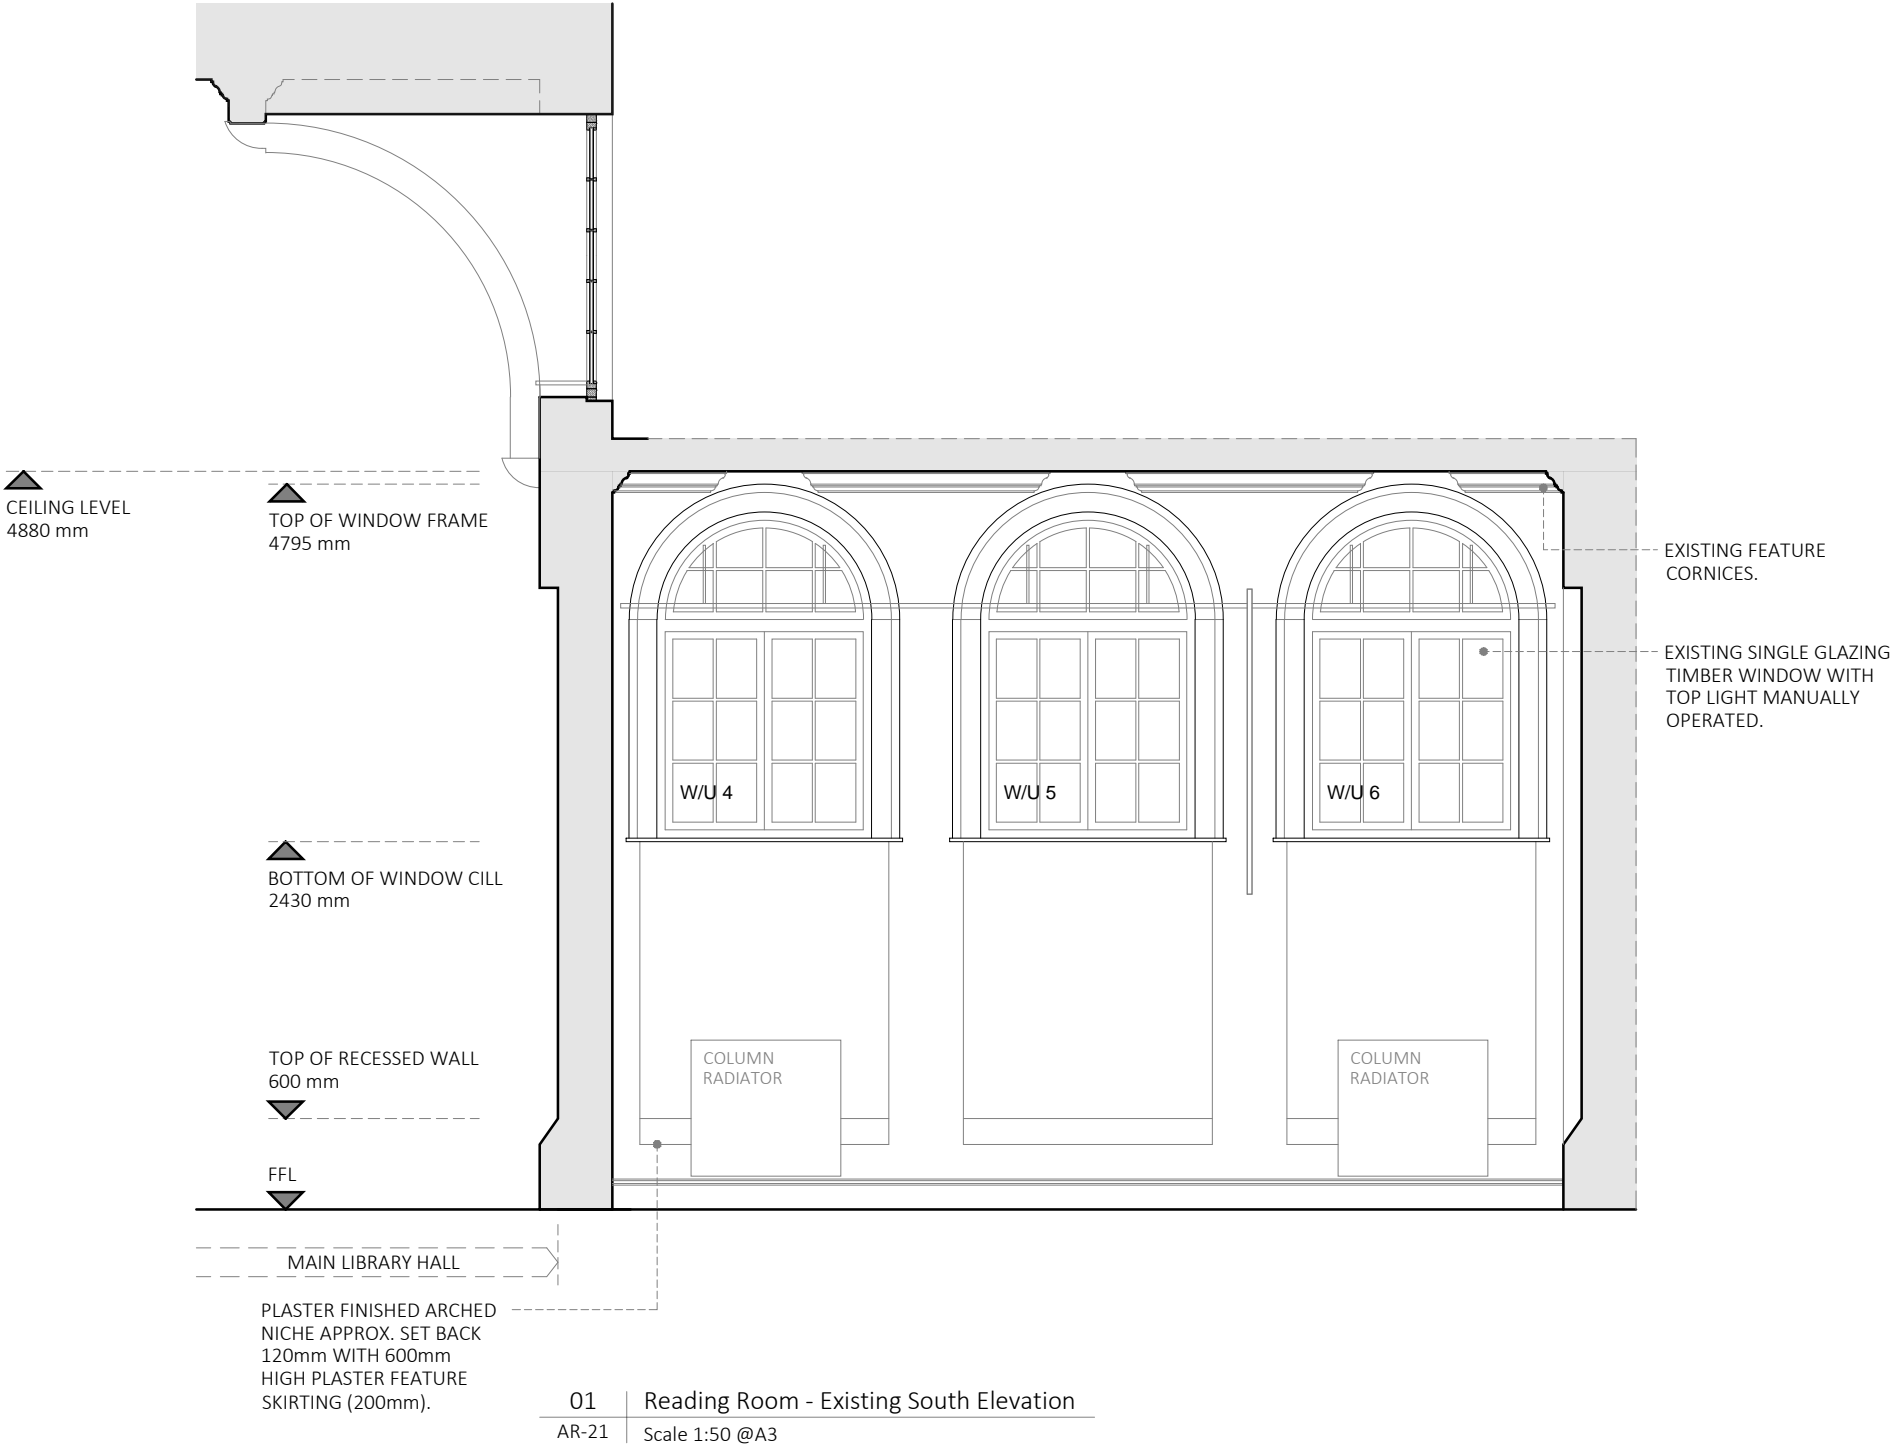 CEILING LEVEL
4880 mm
TOP OF WINDOW FRAME
4795 mm
EXISTING FEATURE
CORNICES.
EXISTING SINGLE GLAZING
TIMBER WINDOW WITH
TOP LIGHT MANUALLY
OPERATED.
W/U 4
W/U 5
W/U 6
BOTTOM OF WINDOW CILL
2430 mm
TOP OF RECESSED WALL
600 mm
COLUMN
RADIATOR
COLUMN
RADIATOR
FFL
MAIN LIBRARY HALL
PLASTER FINISHED ARCHED
NICHE APPROX. SET BACK
120mm WITH 600mm
HIGH PLASTER FEATURE
SKIRTING (200mm).
01 Reading Room - Existing South Elevation
AR-21 Scale 1:50 @A3